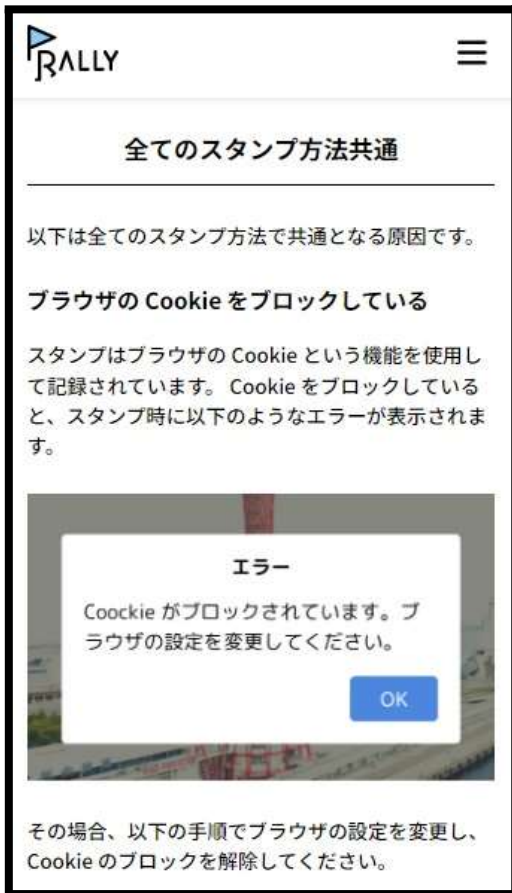 RALLY
全てのスタンプ方法共通
以下は全てのスタンプ方法で共通となる原因です。
ブラウザの Cookie をブロックしている
スタンプはブラウザの Cookie という機能を使用し
て記録されています。 Cookie をブロックしている
と、スタンプ時に以下のようなエラーが表示されま
す。
エラー
Coockie がブロックされています。ブ
ラウザの設定を変更してください。
OK
その場合、以下の手順でブラウザの設定を変更し、
Cookie のブロックを解除してください。